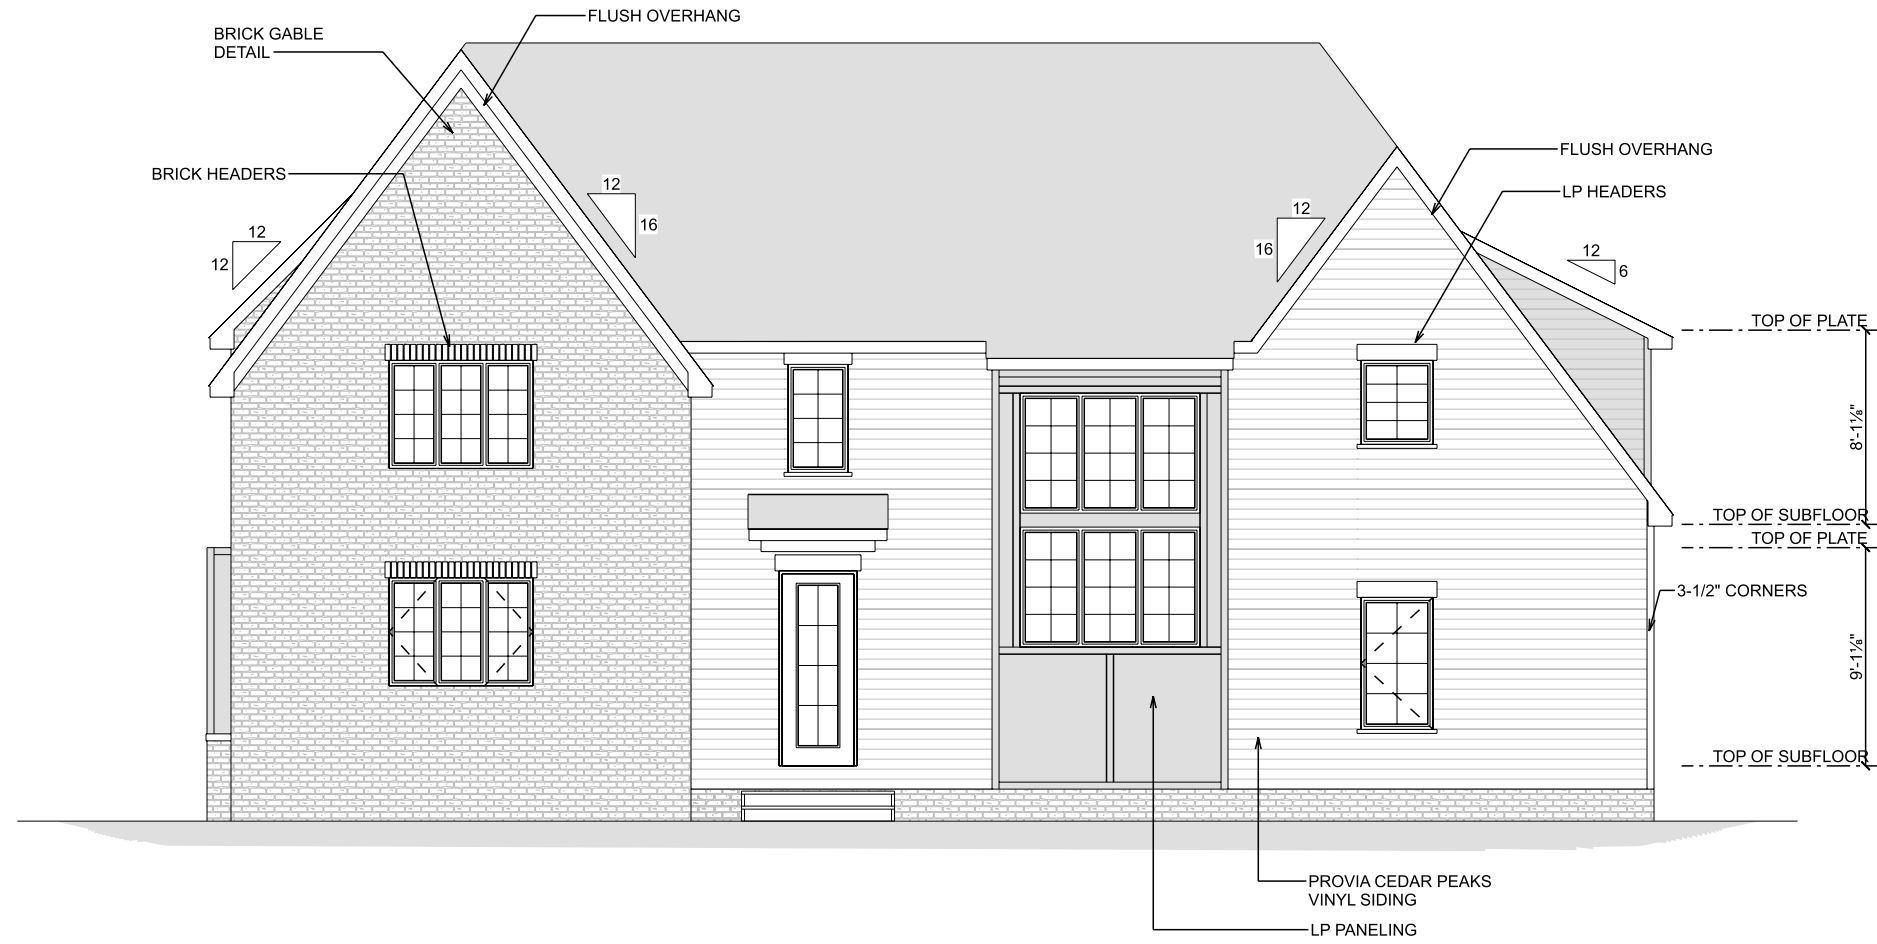 FLUSH OVERHANG
BRICK GABLE
DETAIL
FLUSH OVERHANG
BRICK HEADERS
12
16
12
16
LP HEADERS
12
12
12
6
TOP OF PLATE
8'-1⅛"
TOP OF SUBFLOOR
TOP OF PLATE
3-1/2" CORNERS
9'-1⅛"
TOP OF SUBFLOOR
PROVIA CEDAR PEAKS
VINYL SIDING
LP PANELING